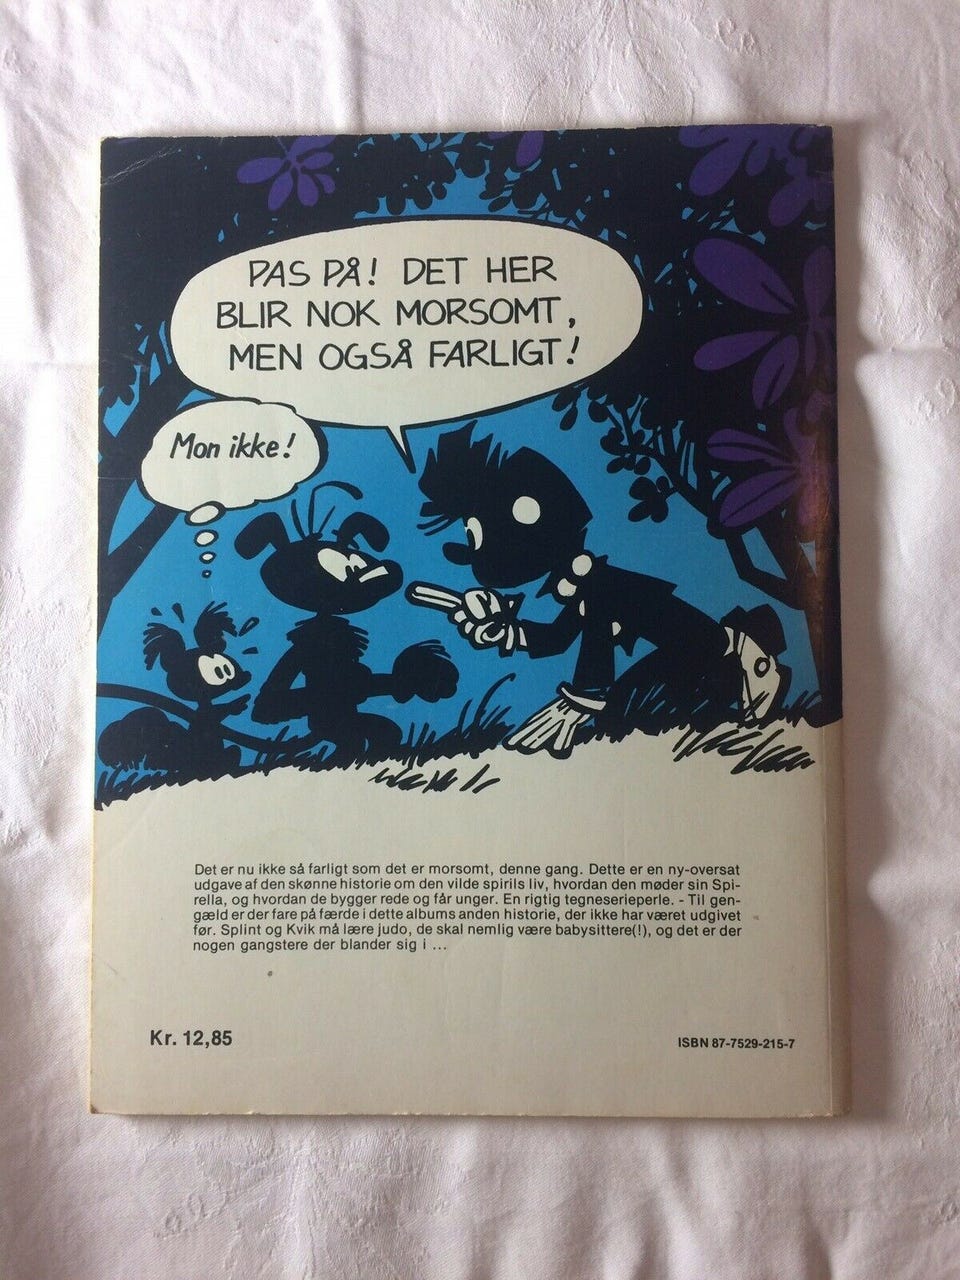 PAS PÅ! DET HER
BLIR NOK MORSOMT,
MEN OGSÅ FARLIGT!
Mon ikke!
Det er nu ikke så farligt som det er morsomt, denne gang. Dette er en ny-oversat
udgave af den skønne historie om den vilde spirils liv, hvordan den møder sin Spi-
rella, og hvordan de bygger rede og får unger. En rigtig tegneserieperle. - Til gen-
gæld er der fare på færde i dette albums anden historie, der ikke har været udgivet
før. Splint og Kvik må lære judo, de skal nemlig være babysittere(!), og det er der
nogen gangstere der blander sig i ...
Kr. 12,85
ISBN 87-7529-215-7